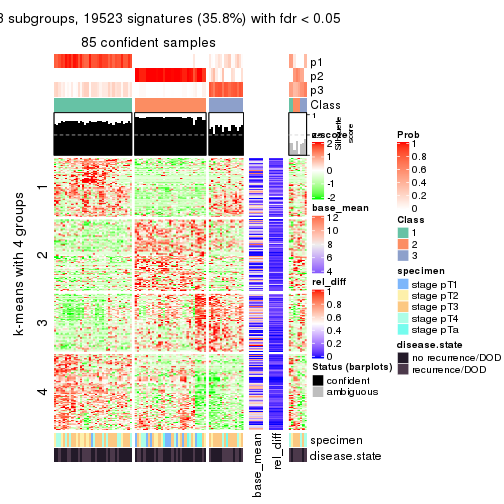 3 subgroups, 19523 signatures (35.8%) with fdr < 0.05
85 confident samples
p1
p2
p3
Class
1
Silhouette
score
k-means with 4 groups
1
2
3
4
base_mean
rel_diff
specimen
disease.state
z-score
2
1
0
-1
-2
base_mean
12
10
8
6
4
rel_diff
1
0.8
0.6
0.4
0.2
0
Status (barplots)
confident
ambiguous
Prob
1
0.8
0.6
0.4
0.2
0
Class
1
2
3
specimen
stage pT1
stage pT2
stage pT3
stage pT4
stage pTa
disease.state
no recurrence/DOD
recurrence/DOD